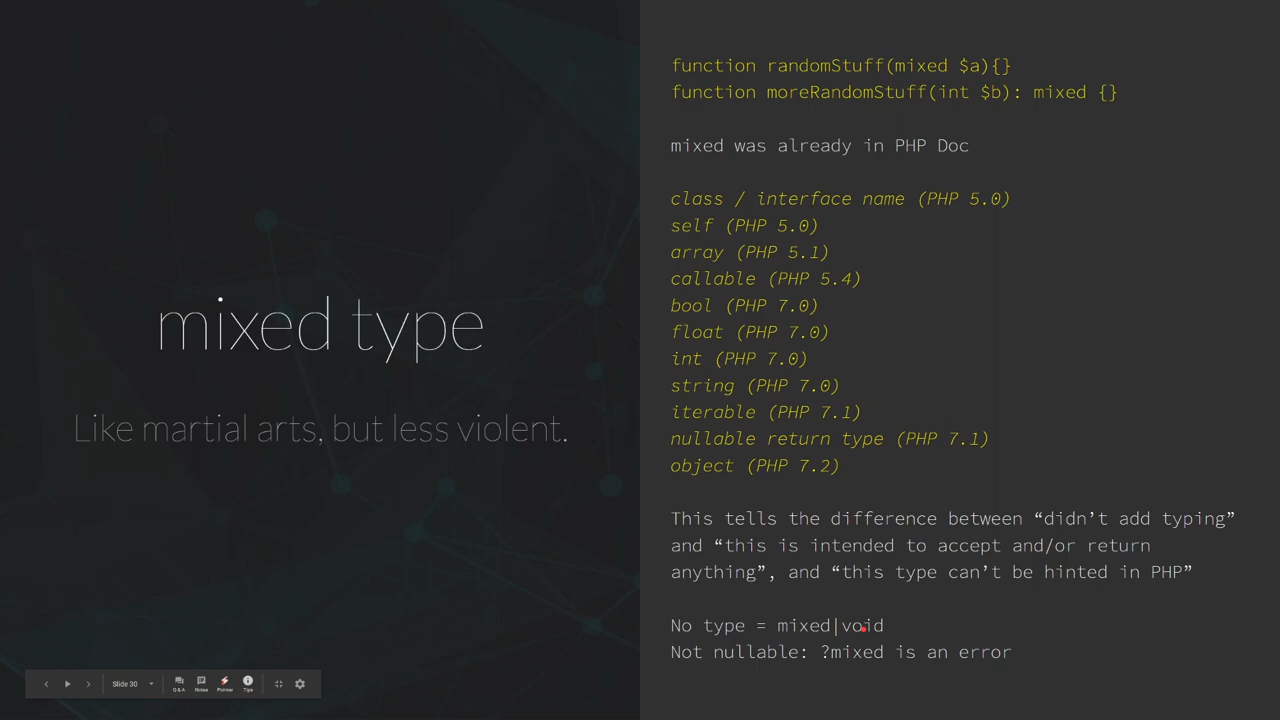 mixed type
Like martial arts, but less violent.
function randomStuff(mixed $a){}
function moreRandomStuff(int $b): mixed {}
mixed was already in PHP Doc
class / interface name (PHP 5.0)
self (PHP 5.0)
array (PHP 5.1)
callable (PHP 5.4)
bool (PHP 7.0)
float (PHP 7.0)
int (PHP 7.0)
string (PHP 7.0)
iterable (PHP 7.1)
nullable return type (PHP 7.1)
object (PHP 7.2)
This tells the difference between “didn’t add typing”
and “this is intended to accept and/or return
anything”, and “this type can’t be hinted in PHP”
No type = mixed|void
Not nullable: ?mixed is an error
Slide 30
Q & A Notes Pointer Tips